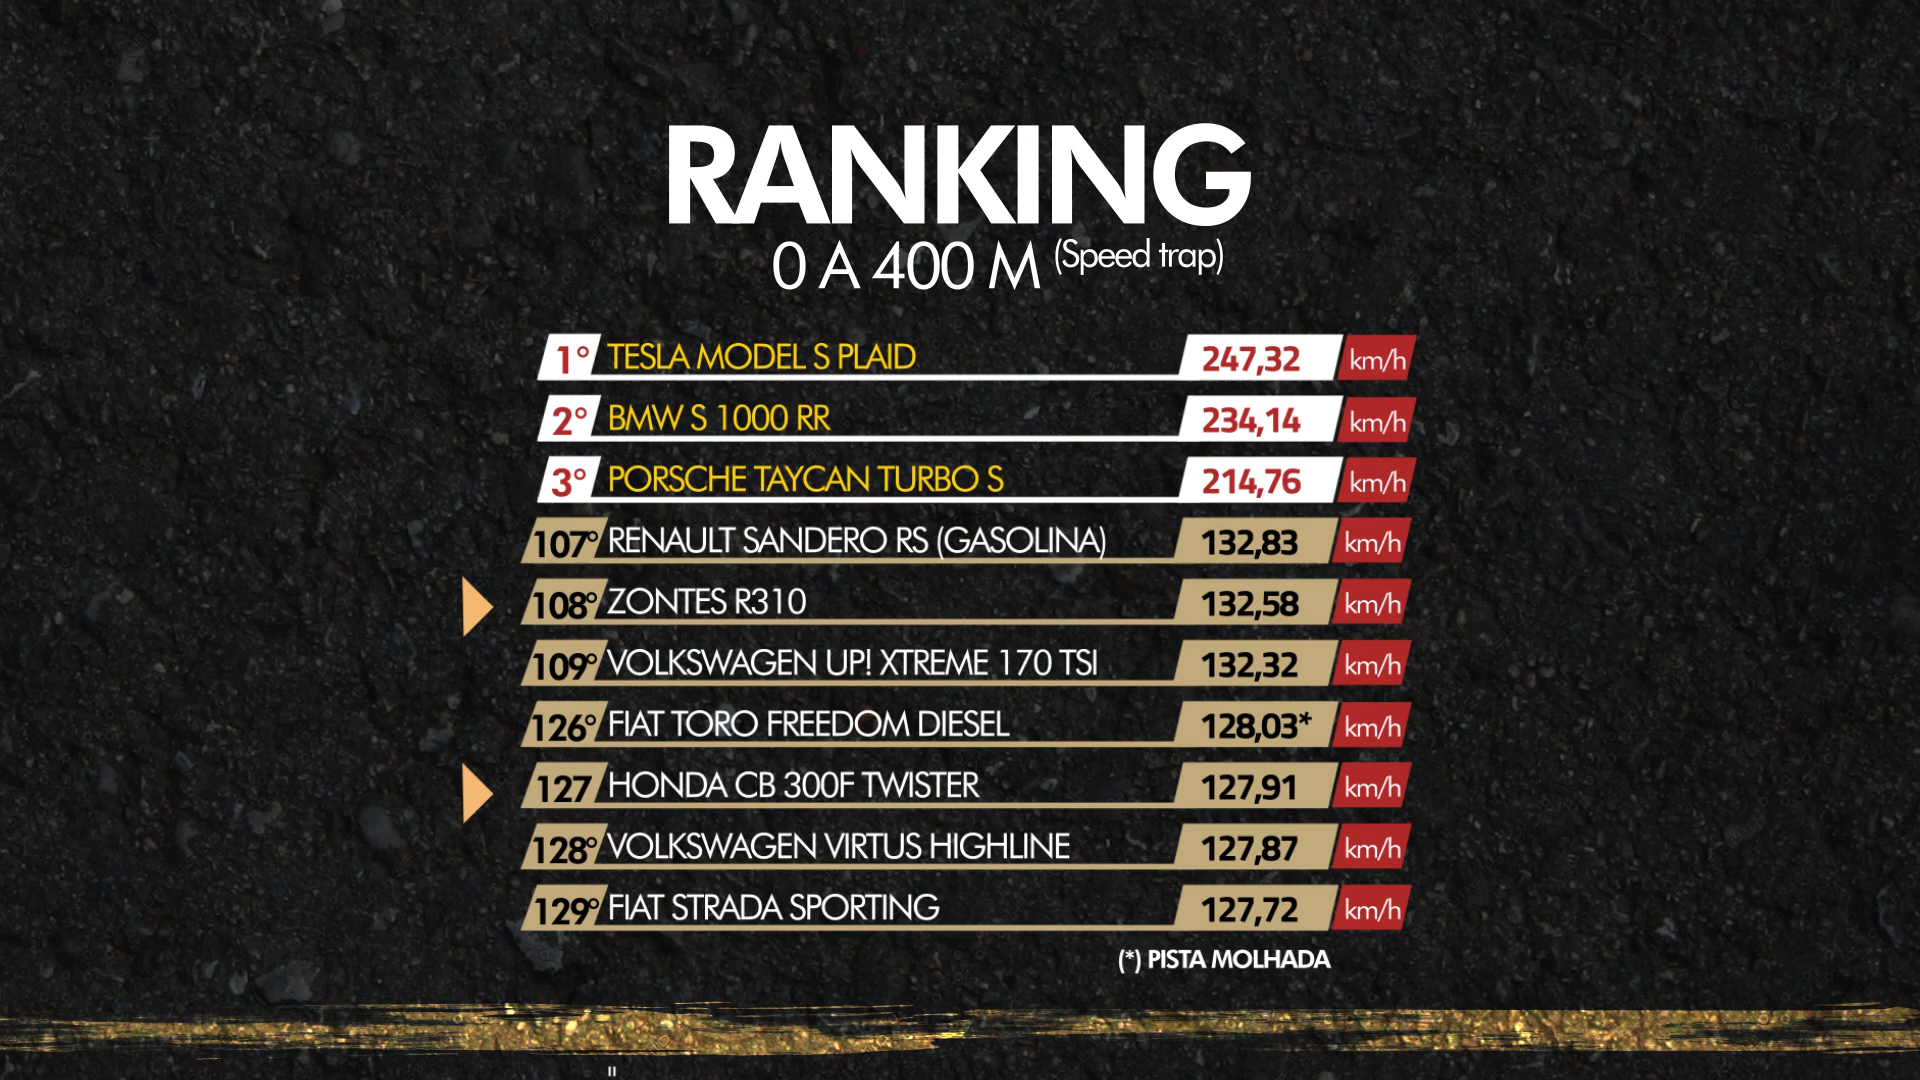 RANKING
0 A 400 M (Speed trap)
1° TESLA MODEL S PLAID 247,32 km/h
2° BMW S 1000 RR 234,14 km/h
3° PORSCHE TAYCAN TURBO S 214,76 km/h
107° RENAULT SANDERO RS (GASOLINA) 132,83 km/h
108° ZONTES R310 132,58 km/h
109° VOLKSWAGEN UP! XTREME 170 TSI 132,32 km/h
126° FIAT TORO FREEDOM DIESEL 128,03* km/h
127 HONDA CB 300F TWISTER 127,91 km/h
128° VOLKSWAGEN VIRTUS HIGHLINE 127,87 km/h
129° FIAT STRADA SPORTING 127,72 km/h
(*) PISTA MOLHADA